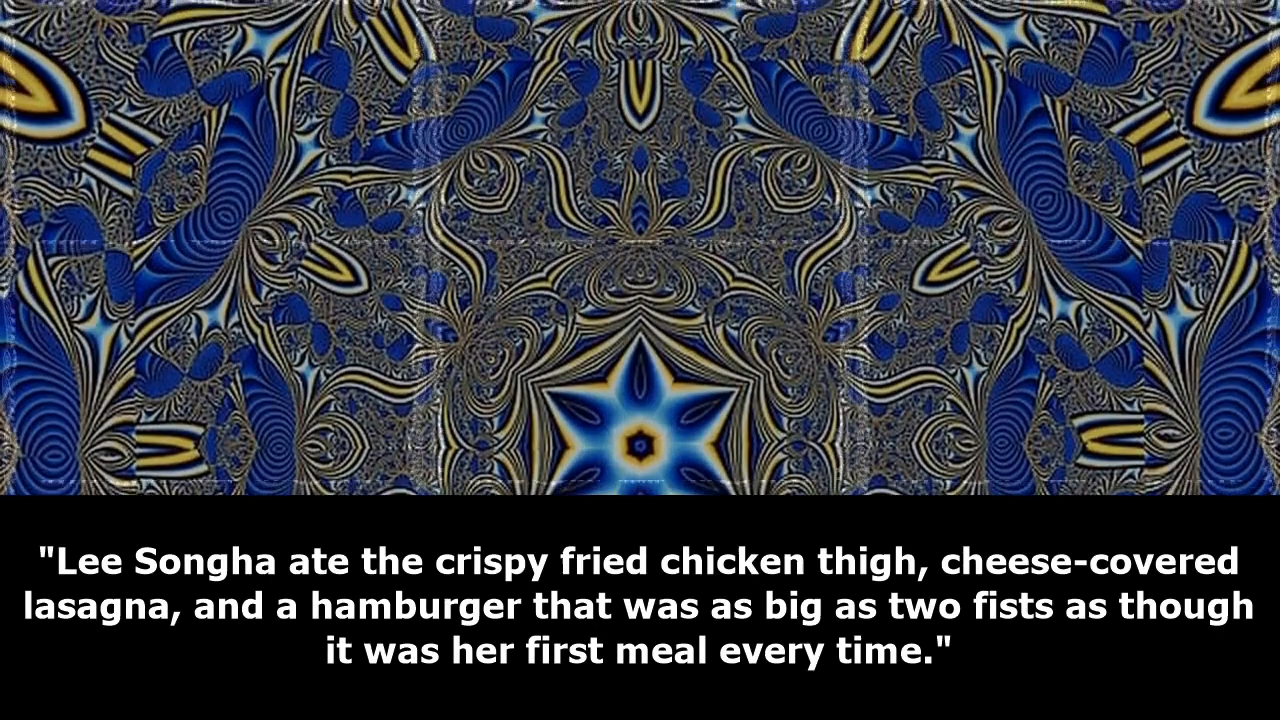 "Lee Songha ate the crispy fried chicken thigh, cheese-covered
lasagna, and a hamburger that was as big as two fists as though
it was her first meal every time."